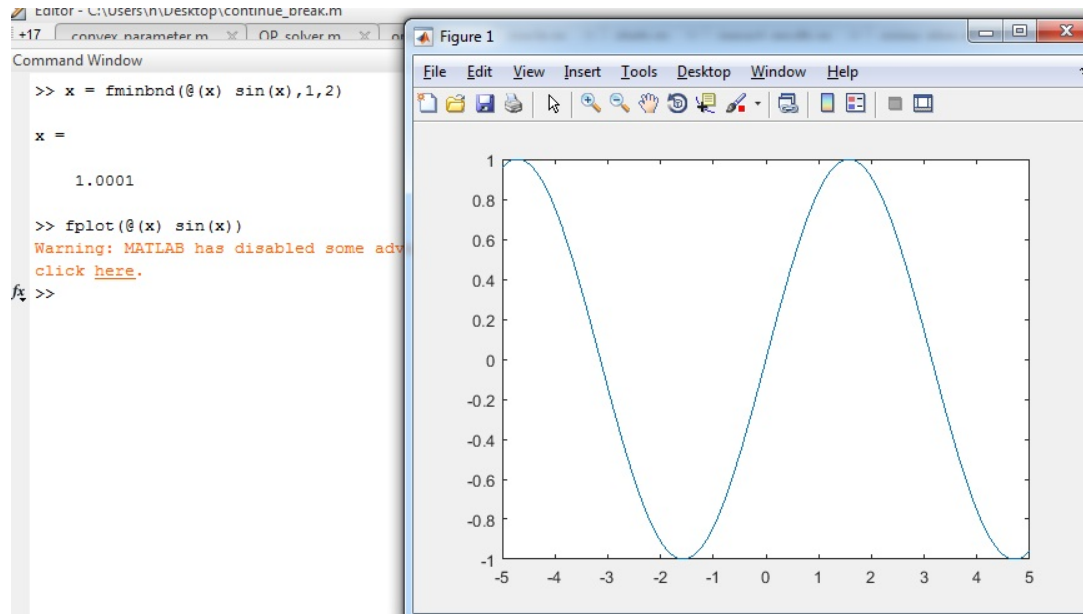 Editor - C:\Users\n\Desktop\continue_break.m
+17 convex_parameter.m QP_solver.m
Command Window
>> x = fminbnd(@(x) sin(x),1,2)
x =
1.0001
>> fplot(@(x) sin(x))
Warning: MATLAB has disabled some adv
click here.
fx >>
Figure 1
File Edit View Insert Tools Desktop Window Help
1
0.8
0.6
0.4
0.2
0
-0.2
-0.4
-0.6
-0.8
-1
-5 -4 -3 -2 -1 0 1 2 3 4 5